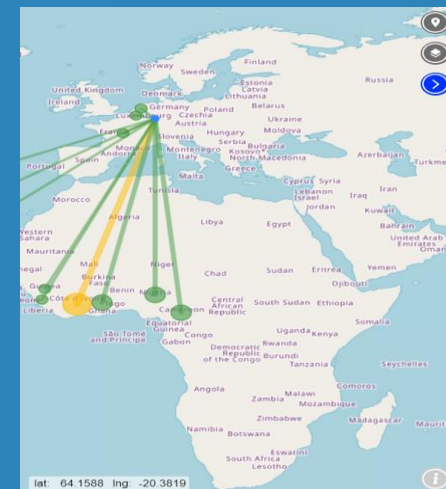 Norway
Finland
Sweden
Estonia
Latvia
Lithuania
Russia
United Kingdom
Denmark
Ireland
Belarus
Germany Poland
Luxembourg Czechia
Ukraine
Austria
Moldova
Slovenia Hungary
Serbia
Montenegro Kosovo*
Bulgaria
Andorra
Italy
North Macedonia
Portugal
Spain
Greece
Azerbaijan
Malta
Cyprus Syria
Tunisia
Lebanon
Israel
Iraq
Iran
Morocco
Jordan
Kuwait
Algeria
Libya
Egypt
Bahrain
Western
Sahara
United Arab
Emirates
Mauritania
Mali
Niger
Chad
Sudan
Eritrea
Yemen
Burkina
Faso
Djibouti
Guinea
Benin
Liberia
Ghana
Central
African
Republic
South Sudan
Ethiopia
Equatorial
Guinea
Somalia
São Tomé
and Príncipe
Congo
Gabon
Uganda
Kenya
Democratic
Republic
of the Congo
Rwanda
Burundi
Tanzania
Seychelles
Angola
Comoros
Zambia
Malawi
Mozambique
Zimbabwe
Madagascar
Namibia
Botswana
Eswatini
South Africa
Lesotho
lat: 64.1588 lng: -20.3819